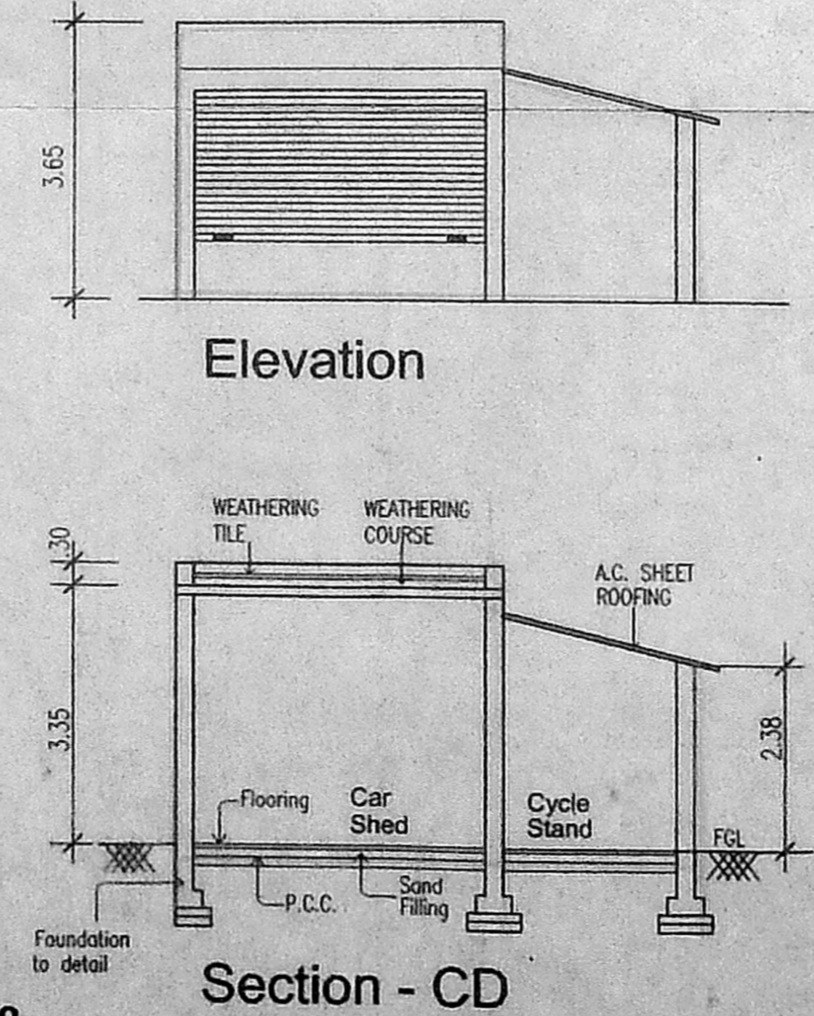 3.65
Elevation
WEATHERING
TILE
WEATHERING
COURSE
.30
A.C. SHEET
ROOFING
3.35
2.38
Flooring
Car
Shed
Cycle
Stand
FGL
P.C.C.
Sand
Filling
Foundation
to detail
Section - CD